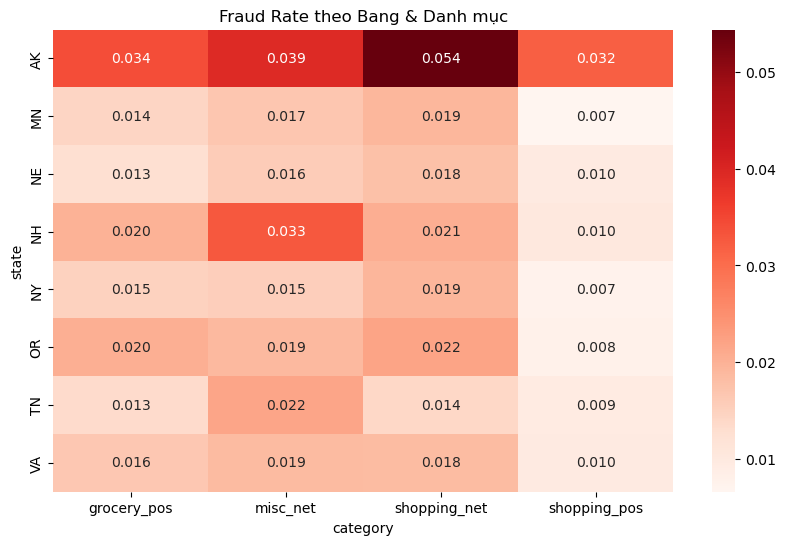 Fraud Rate theo Bang & Danh mục
AK 0.034 0.039 0.054 0.032
MN 0.014 0.017 0.019 0.007
NE 0.013 0.016 0.018 0.010
NH 0.020 0.033 0.021 0.010
NY 0.015 0.015 0.019 0.007
OR 0.020 0.019 0.022 0.008
TN 0.013 0.022 0.014 0.009
VA 0.016 0.019 0.018 0.010
grocery_pos misc_net shopping_net shopping_pos
category
state
0.05
0.04
0.03
0.02
0.01